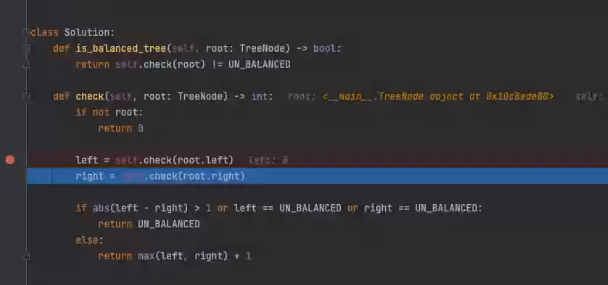 class Solution:
def is_balanced_tree(self, root: TreeNode) -> bool:
return self.check(root) != UN_BALANCED
def check(self, root: TreeNode) -> int: root: <__main__.TreeNode object at 0x10c8ede80> self:
if not root:
return 0
left = self.check(root.left) left: 0
right = self.check(root.right)
if abs(left - right) > 1 or left == UN_BALANCED or right == UN_BALANCED:
return UN_BALANCED
else:
return max(left, right) + 1